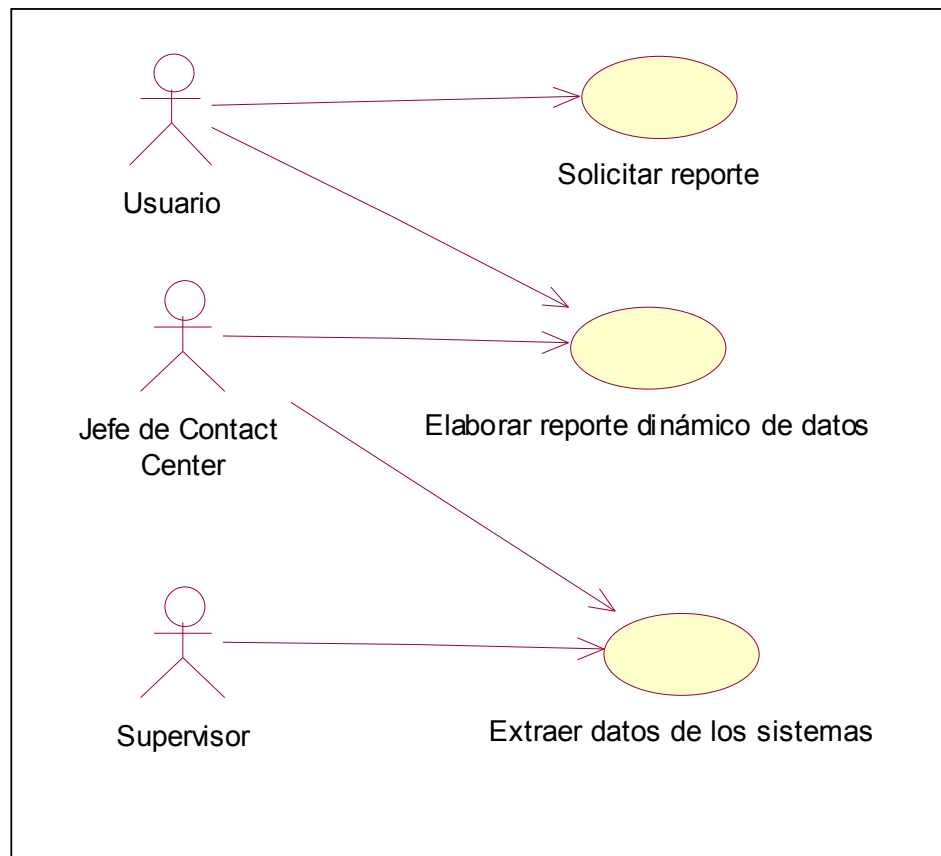 Solicitar reporte
Usuario
Elaborar reporte dinámico de datos
Jefe de Contact
Center
Extraer datos de los sistemas
Supervisor